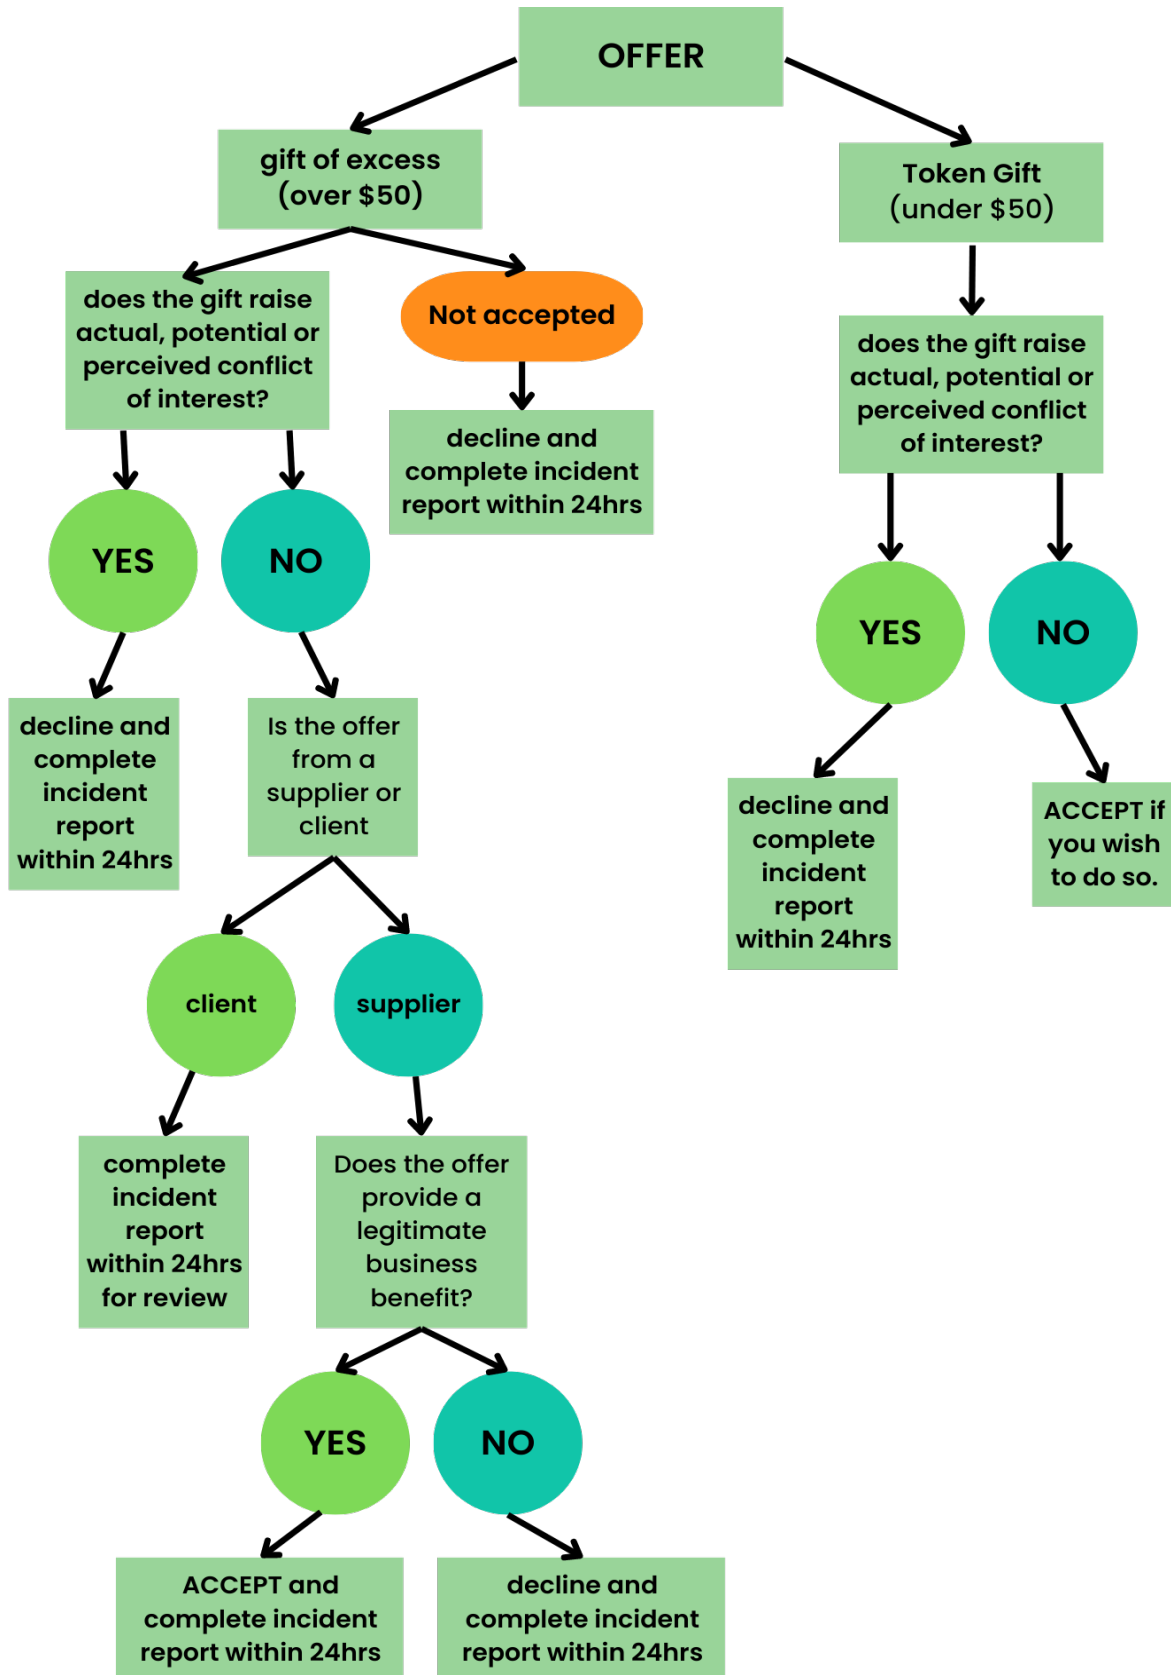 OFFER
gift of excess
(over $50)
Token Gift
(under $50)
does the gift raise
actual, potential or
perceived conflict
of interest?
Not accepted
does the gift raise
actual, potential or
perceived conflict
of interest?
decline and
complete incident
report within 24hrs
YES
NO
YES
NO
decline and
complete
incident
report
within 24hrs
Is the offer
from a
supplier or
client
decline and
complete
incident
report
within 24hrs
ACCEPT if
you wish
to do so.
client
supplier
complete
incident
report
within 24hrs
for review
Does the offer
provide a
legitimate
business
benefit?
YES
NO
ACCEPT and
complete incident
report within 24hrs
decline and
complete incident
report within 24hrs